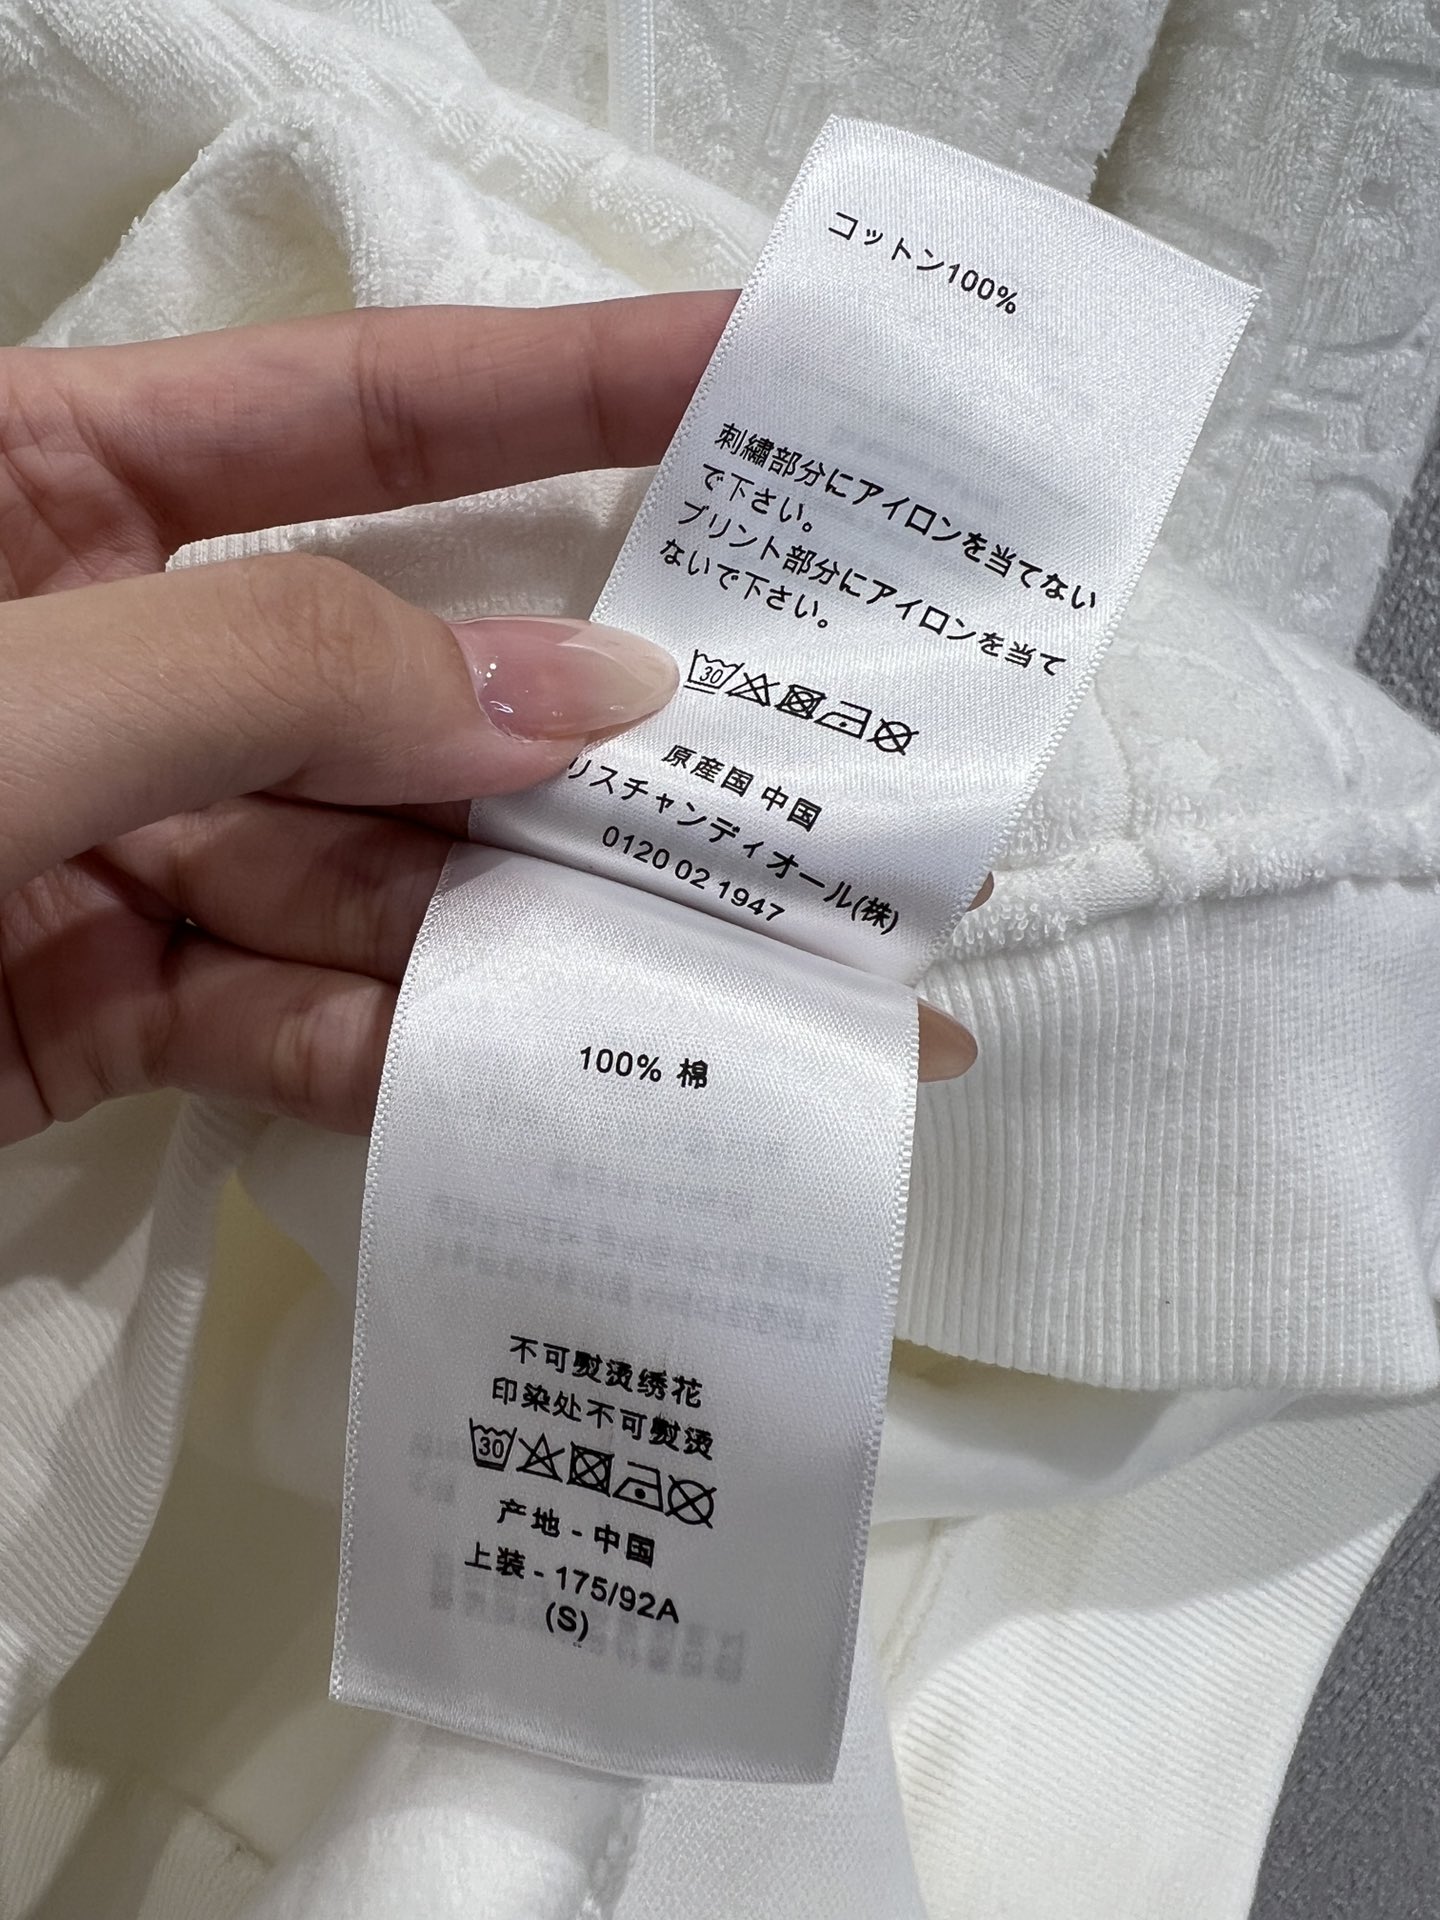 コットン100%
刺繡部分にアイロンを当てない
で下さい。
プリント部分にアイロンを当て
ないで下さい。
30
原産国 中国
リスチャンディオール(株)
0120 02 1947
100% 棉
不可熨烫绣花
印染处不可熨烫
30
产地 - 中国
上装 - 175/92A
(S)